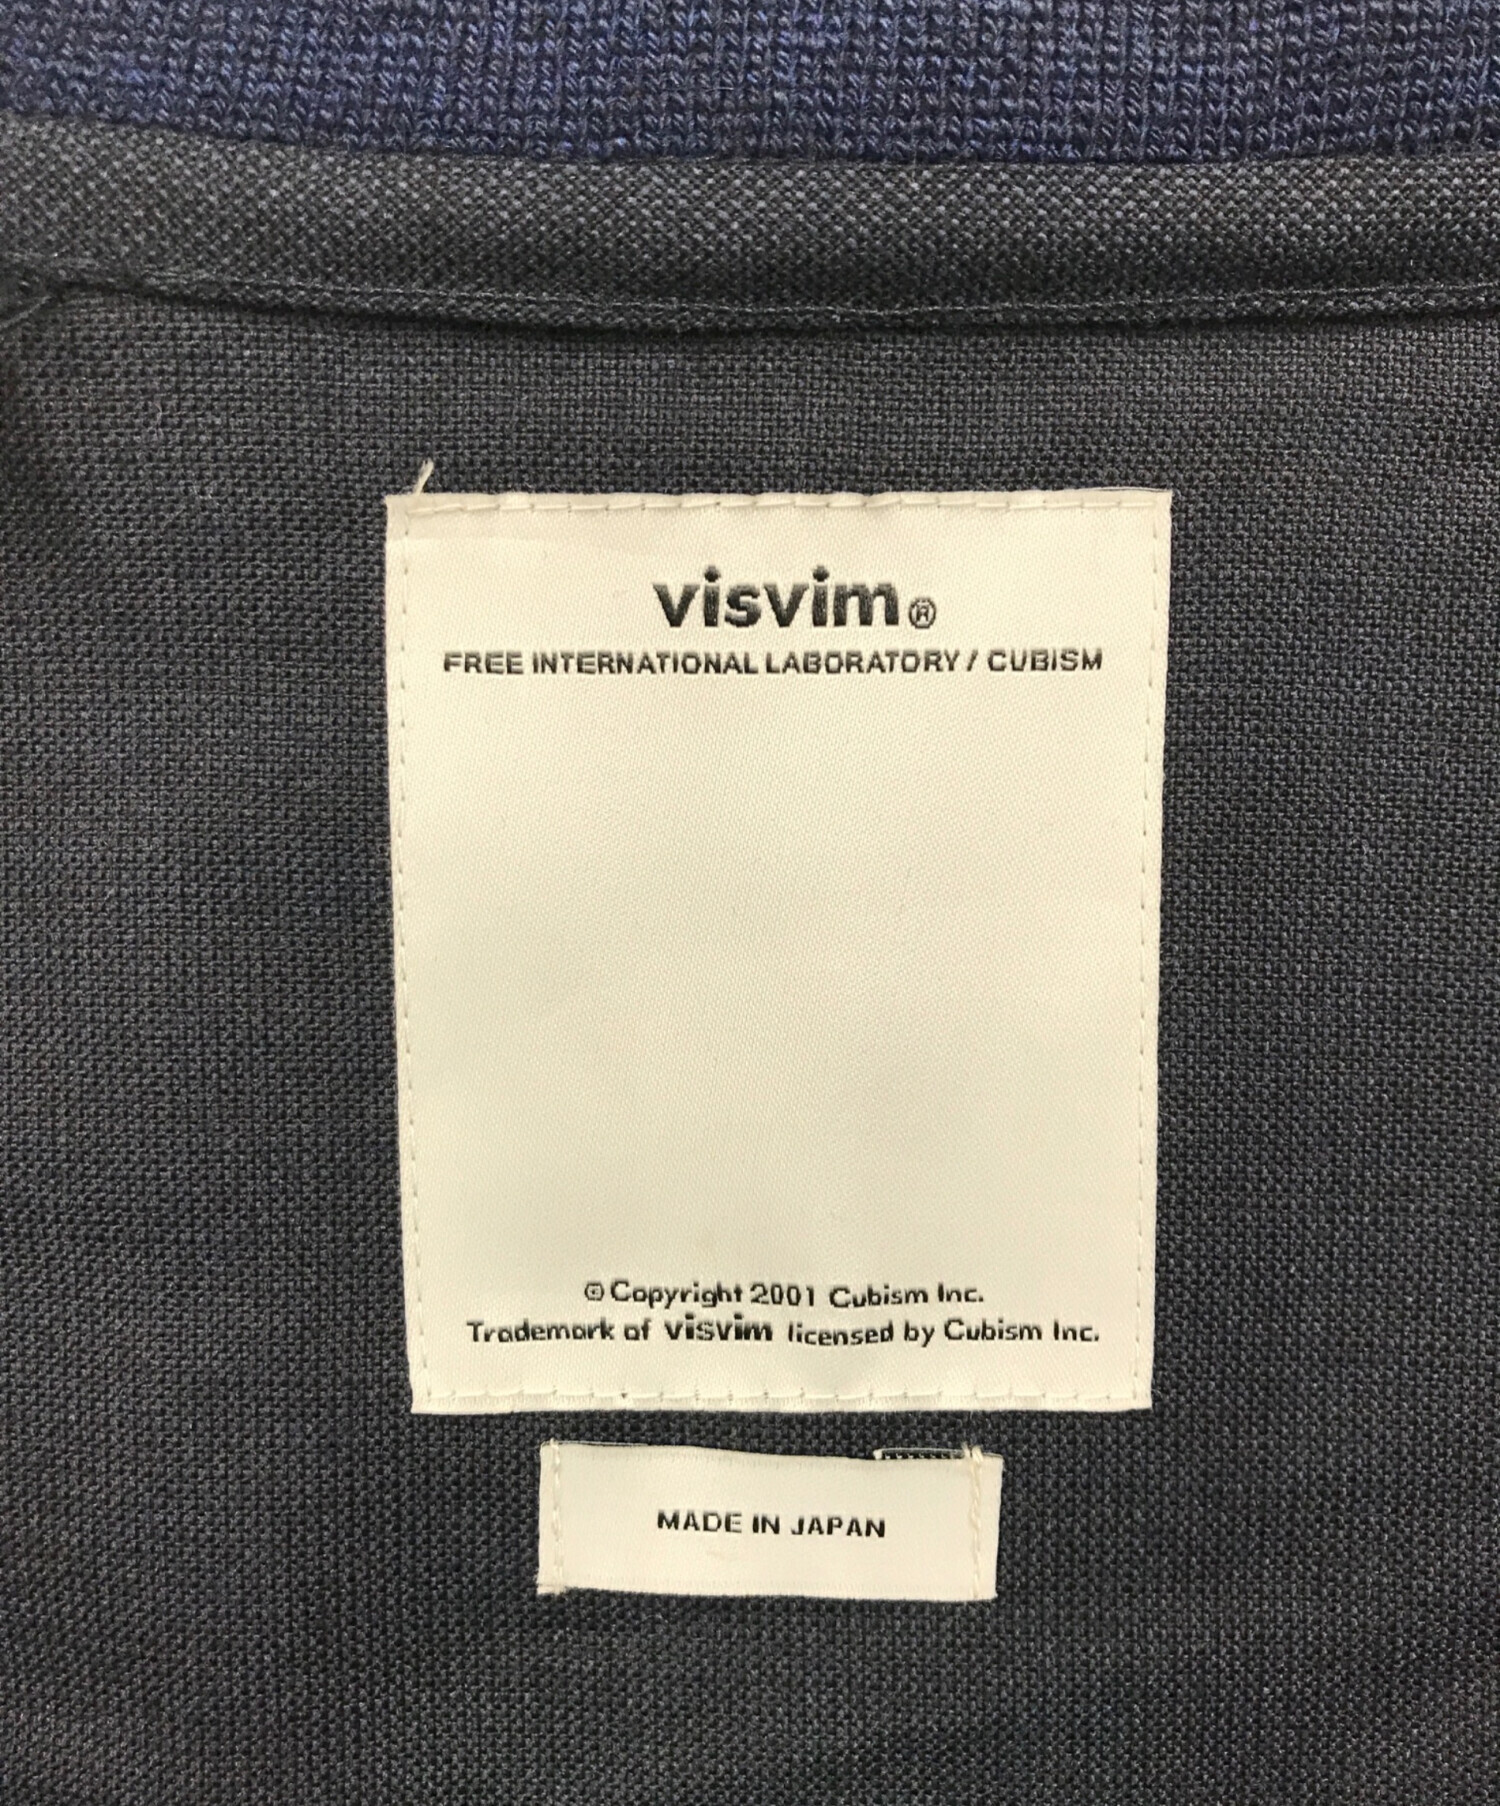 visvim®
FREE INTERNATIONAL LABORATORY / CUBISM
© Copyright 2001 Cubism Inc.
Trademark of visvim licensed by Cubism Inc.
MADE IN JAPAN